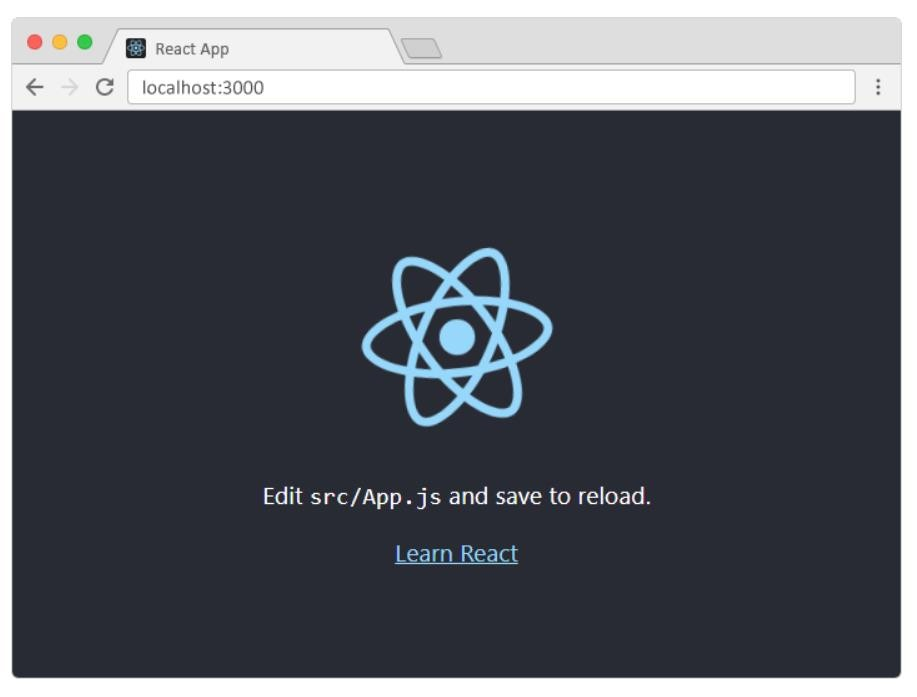 React App
localhost:3000
Edit src/App.js and save to reload.
Learn React